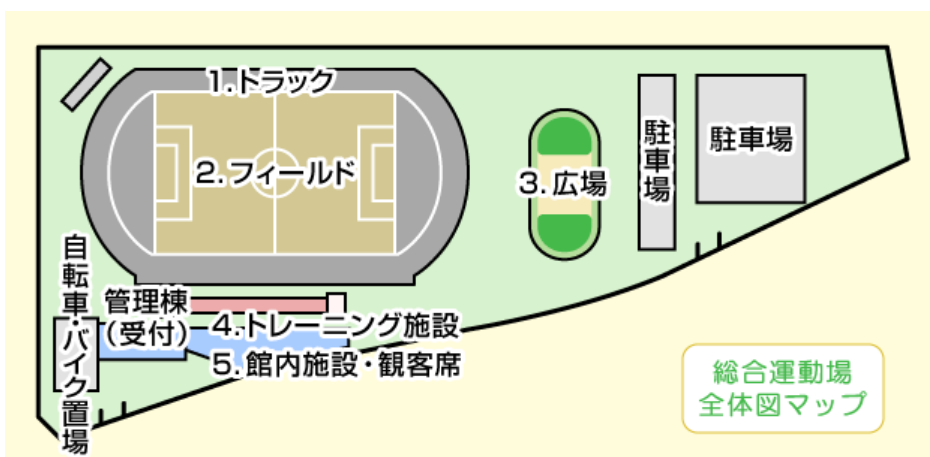 1.トラック
2.フィールド
3.広場
駐車場
駐車場
自転車・バイク置場
管理棟
(受付)
4.トレーニング施設
5.館内施設・観客席
総合運動場
全体図マップ